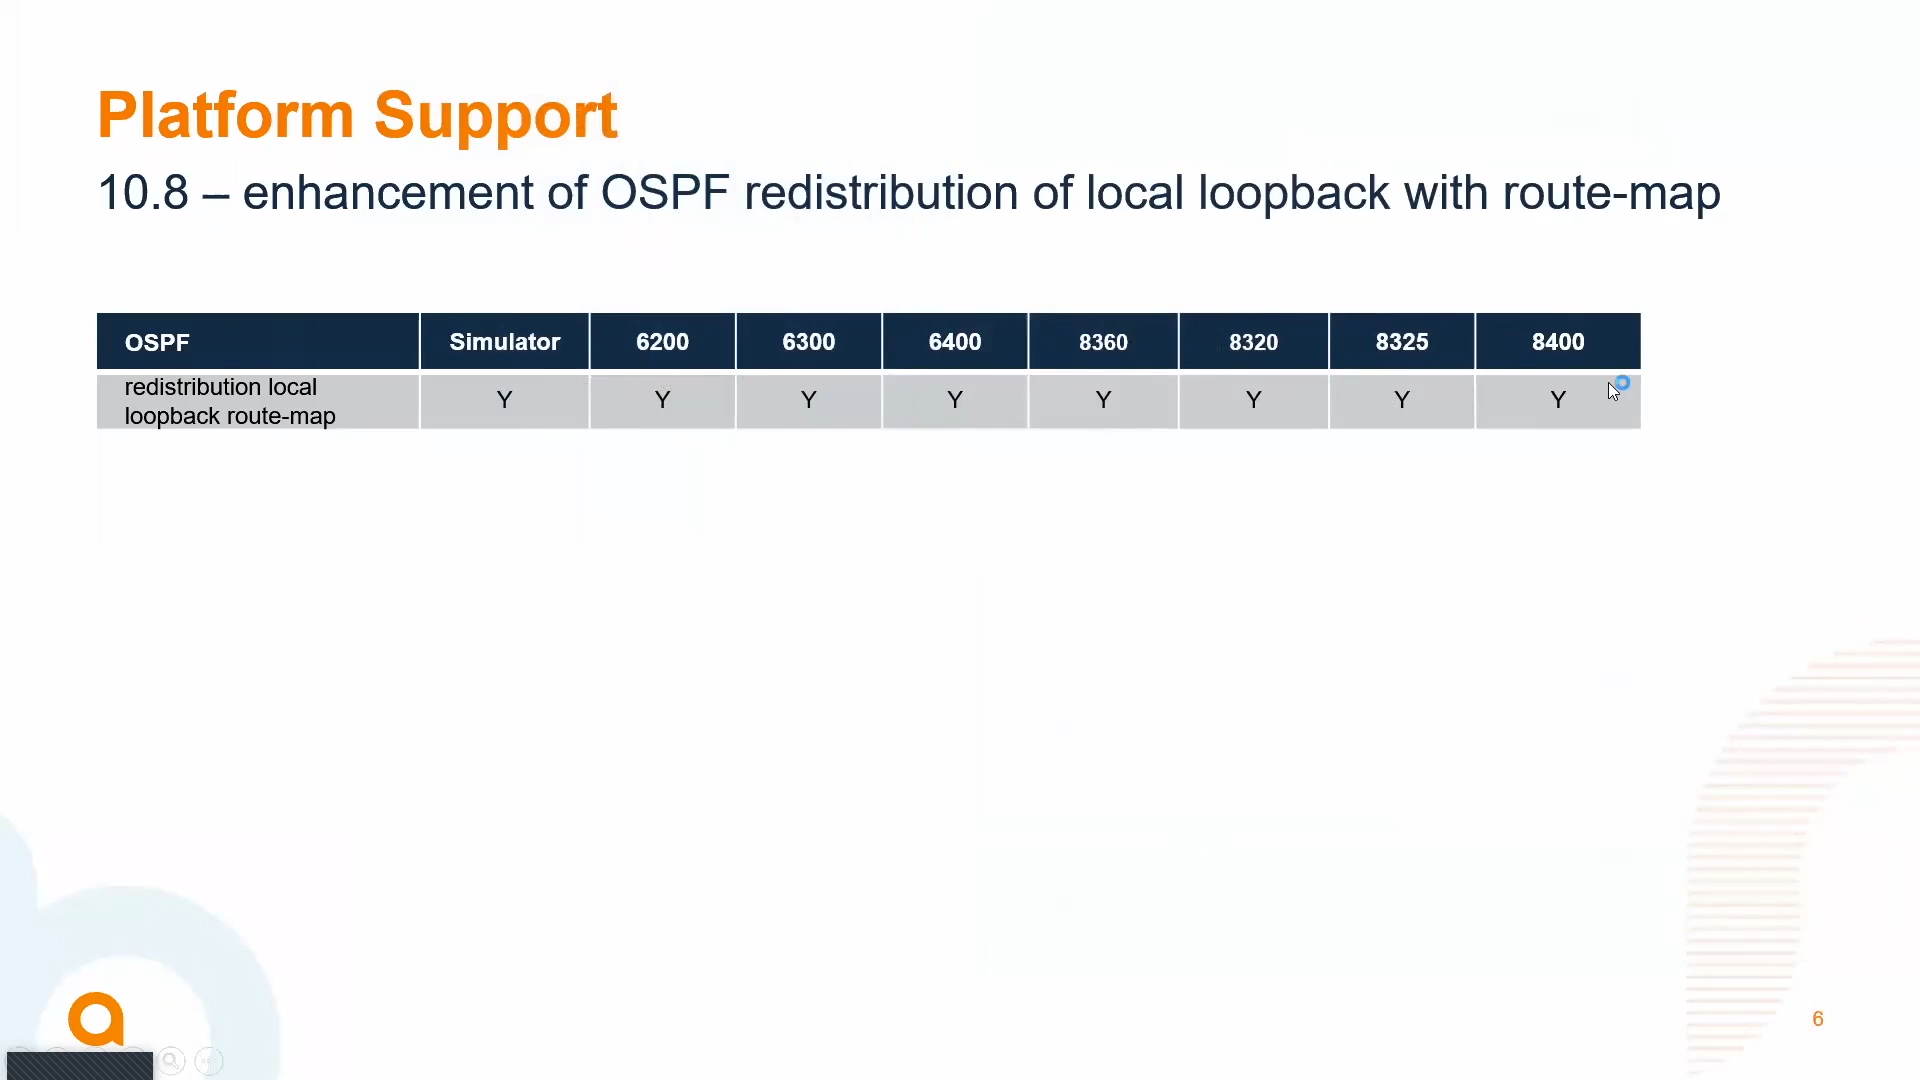 Platform Support
10.8 – enhancement of OSPF redistribution of local loopback with route-map
OSPF Simulator 6200 6300 6400 8360 8320 8325 8400
redistribution local
loopback route-map Y Y Y Y Y Y Y Y
6